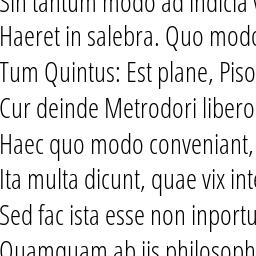 Sin tantum modo ad indicia
Haeret in salebra. Quo modo
Tum Quintus: Est plane, Piso
Cur deinde Metrodori libero
Haec quo modo conveniant,
Ita multa dicunt, quae vix inte
Sed fac ista esse non inportu
Quamquam ab iis philosoph